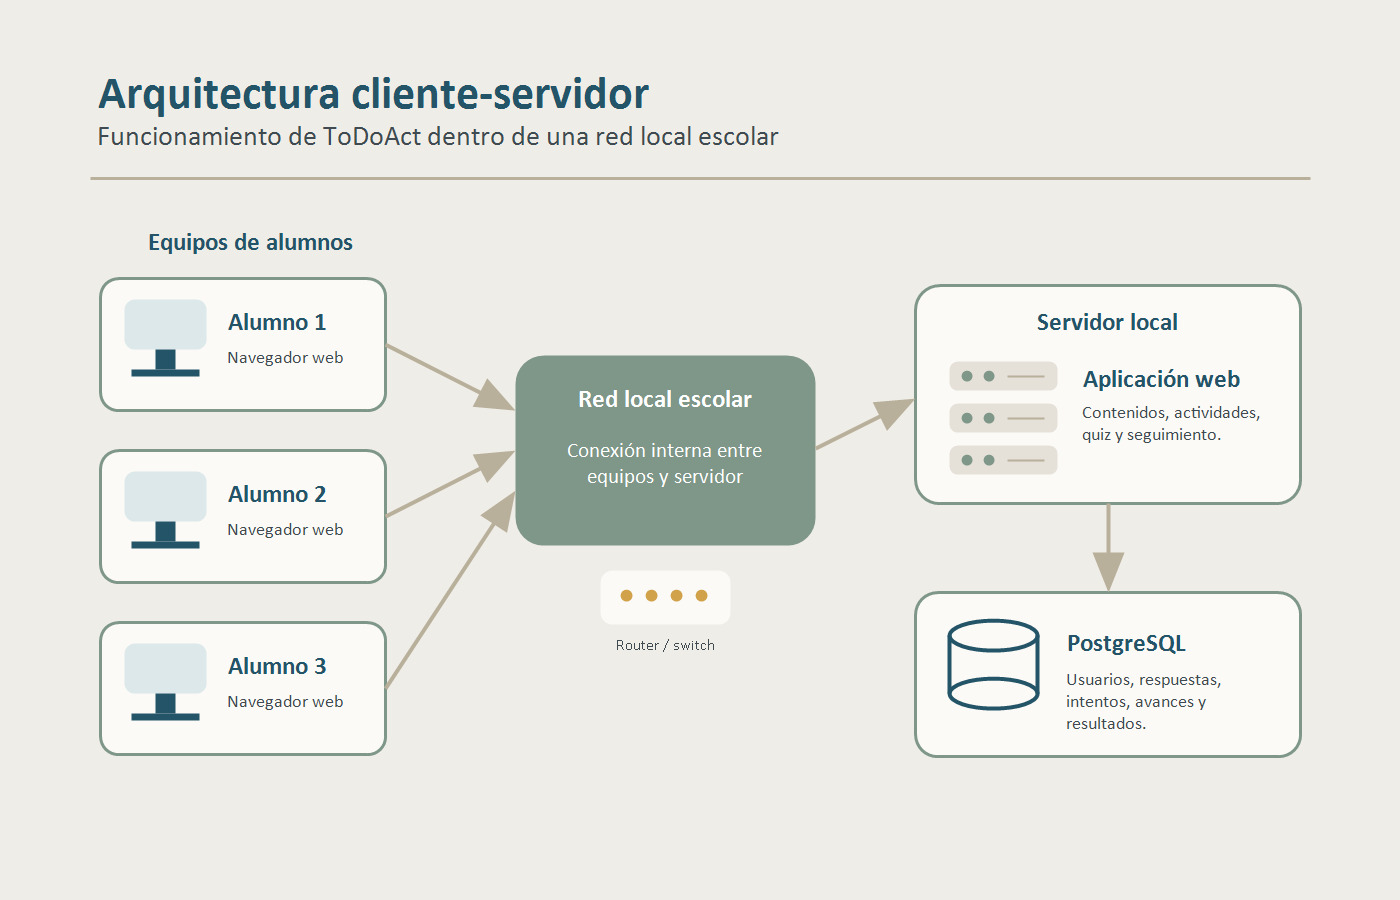 Arquitectura cliente-servidor
Funcionamiento de ToDoAct dentro de una red local escolar
Equipos de alumnos
Alumno 1
Navegador web
Alumno 2
Navegador web
Alumno 3
Navegador web
Red local escolar
Conexión interna entre
equipos y servidor
Router / switch
Servidor local
Aplicación web
Contenidos, actividades,
quiz y seguimiento.
PostgreSQL
Usuarios, respuestas,
intentos, avances y
resultados.